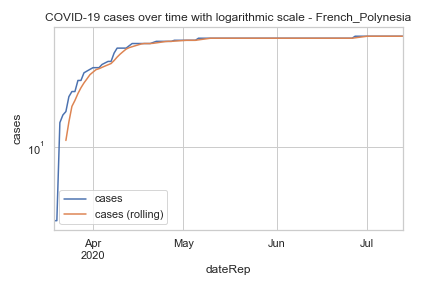 COVID-19 cases over time with logarithmic scale - French_Polynesia
cases
10^1
cases
cases (rolling)
Apr
2020
May
Jun
Jul
dateRep